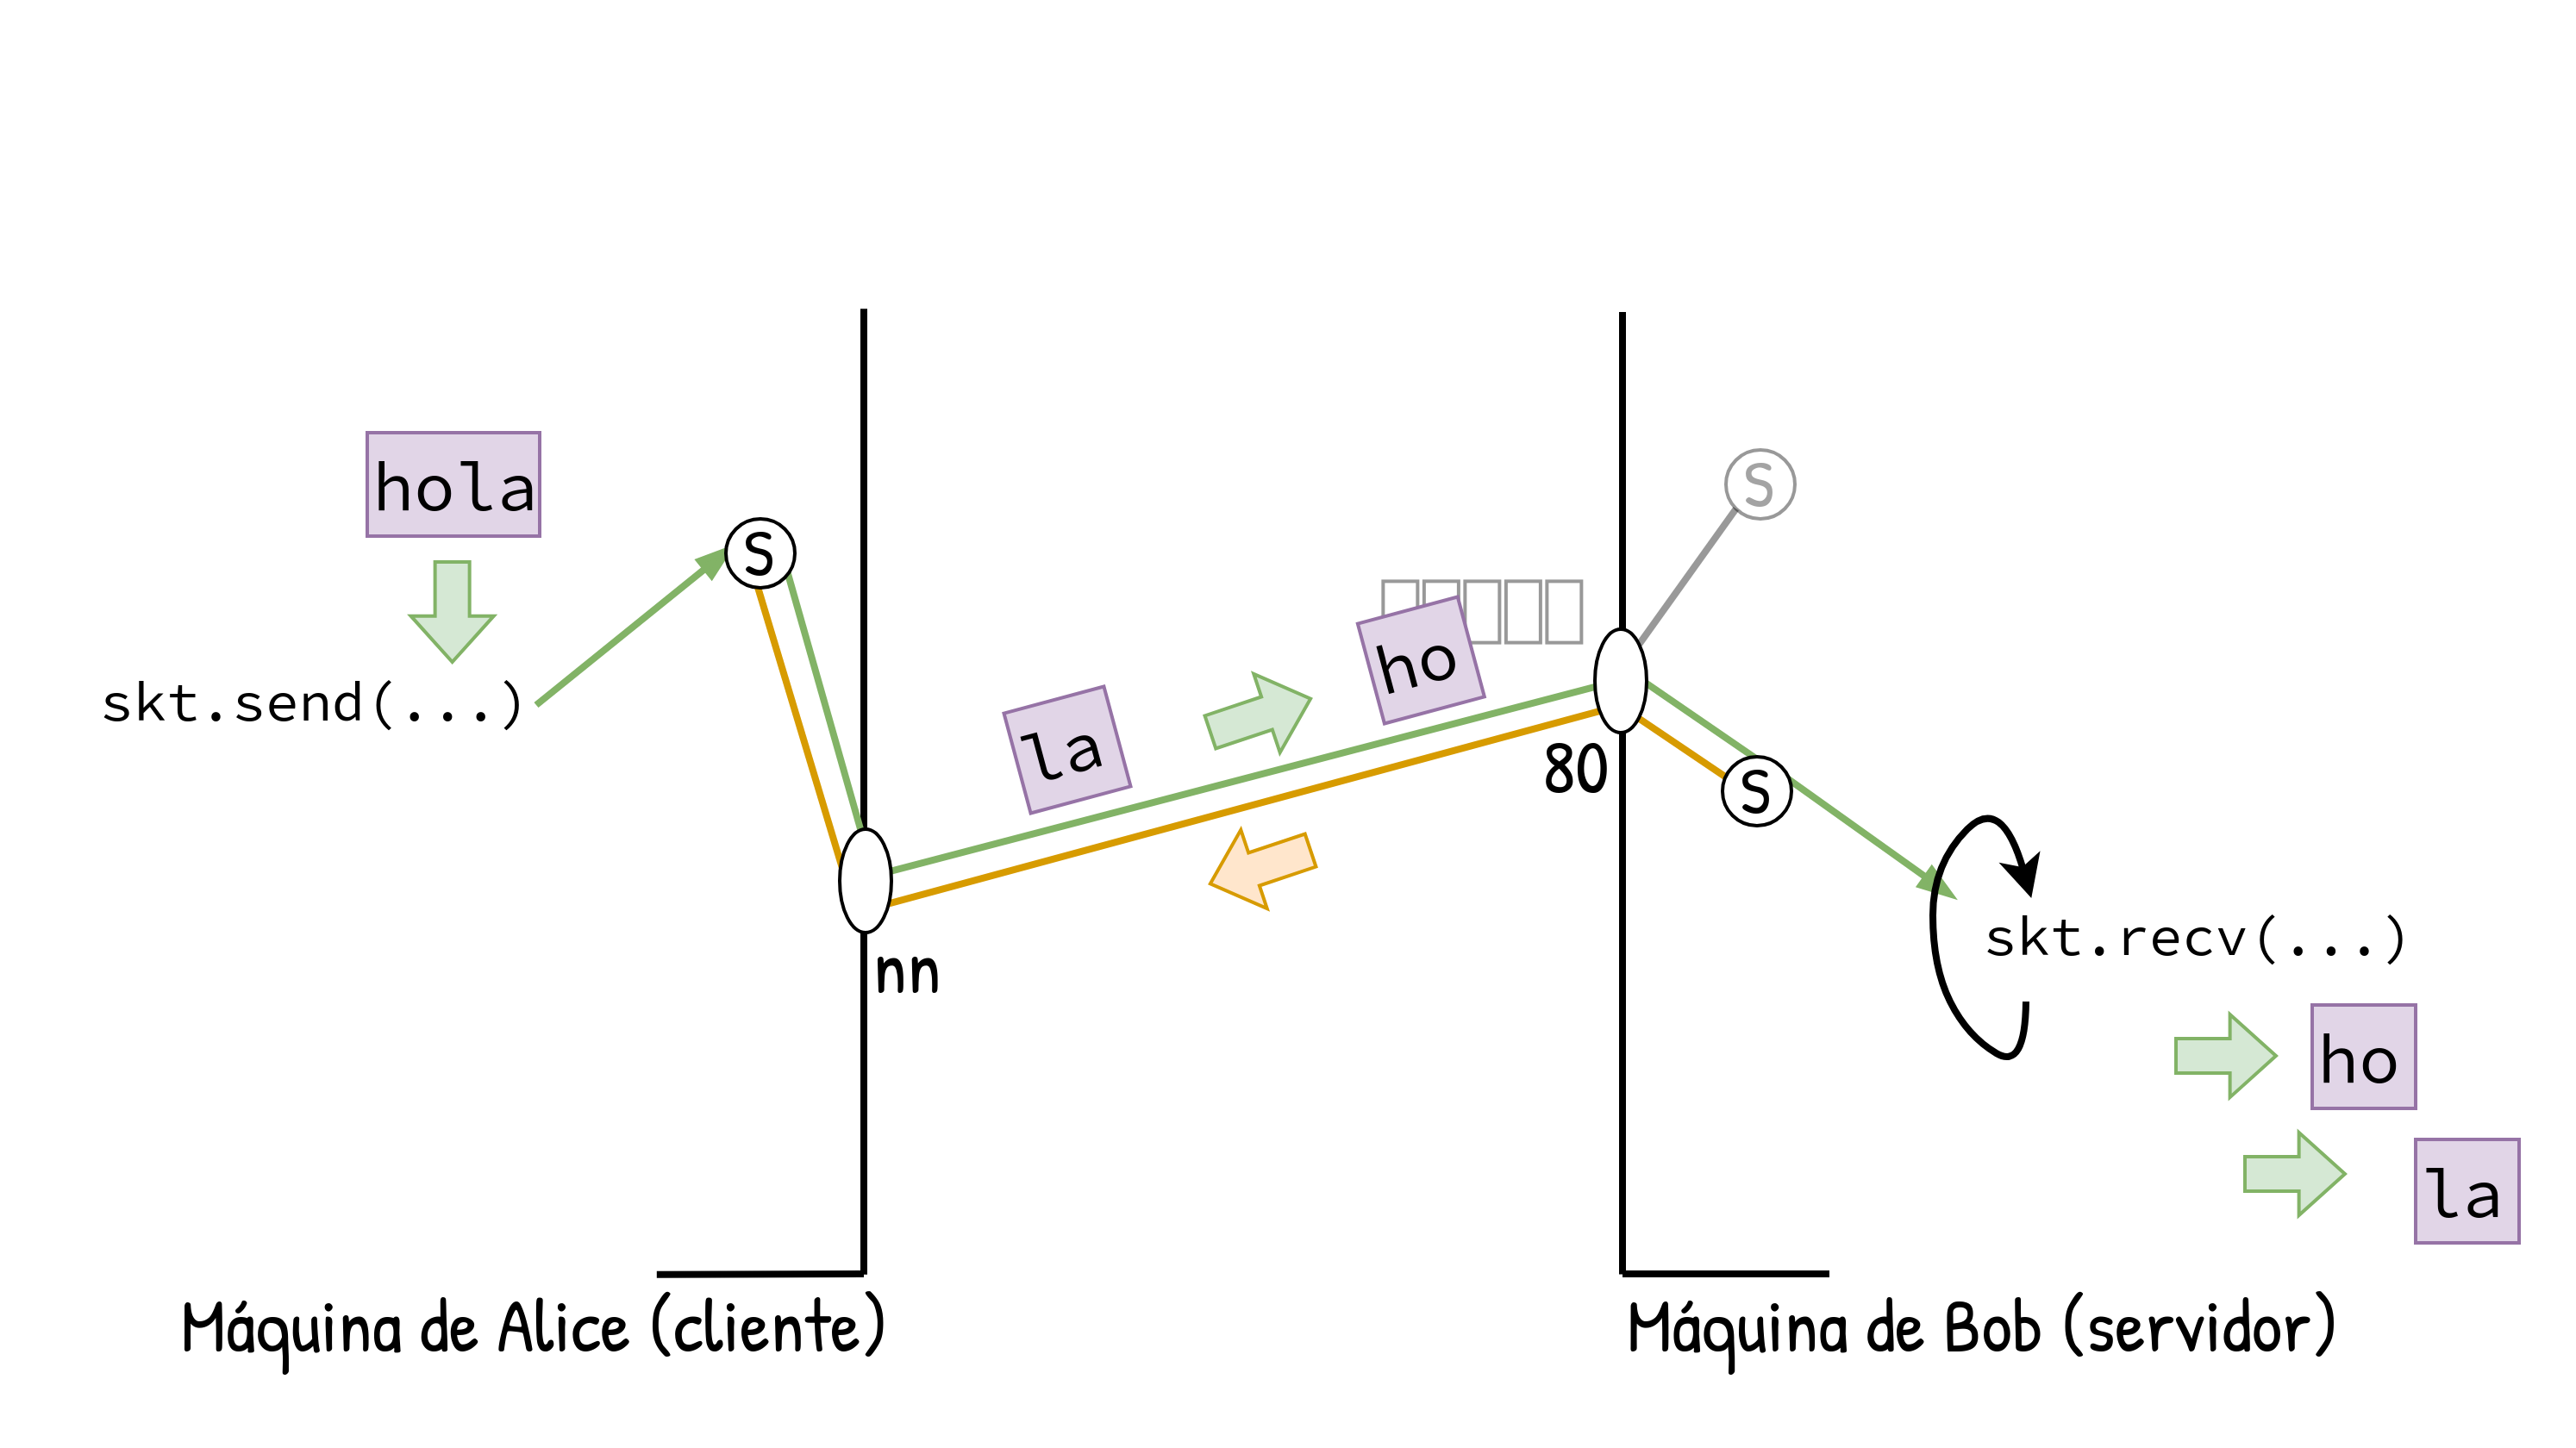 hola
S
S
skt.send(...)
ho
la
80
S
skt.recv(...)
nn
ho
la
Máquina de Alice (cliente)
Máquina de Bob (servidor)